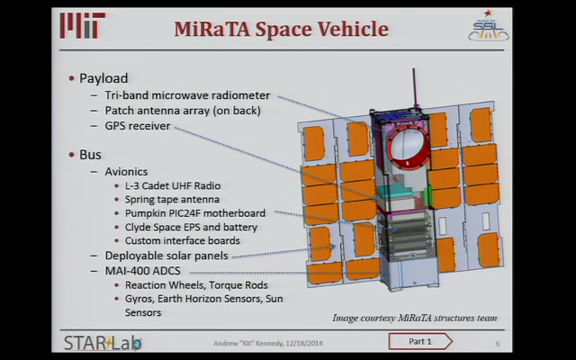 MIT
MiRaTA Space Vehicle
SSL
• Payload
– Tri-band microwave radiometer
– Patch antenna array (on back)
– GPS receiver
• Bus
– Avionics
• L-3 Cadet UHF Radio
• Spring tape antenna
• Pumpkin PIC24F motherboard
• Clyde Space EPS and battery
• Custom interface boards
– Deployable solar panels
– MAI-400 ADCS
• Reaction Wheels, Torque Rods
• Gyros, Earth Horizon Sensors, Sun
Sensors
Image courtesy MiRaTA structures team
STAR Lab
Andrew "Kit" Kennedy, 12/18/2014
Part 1
6